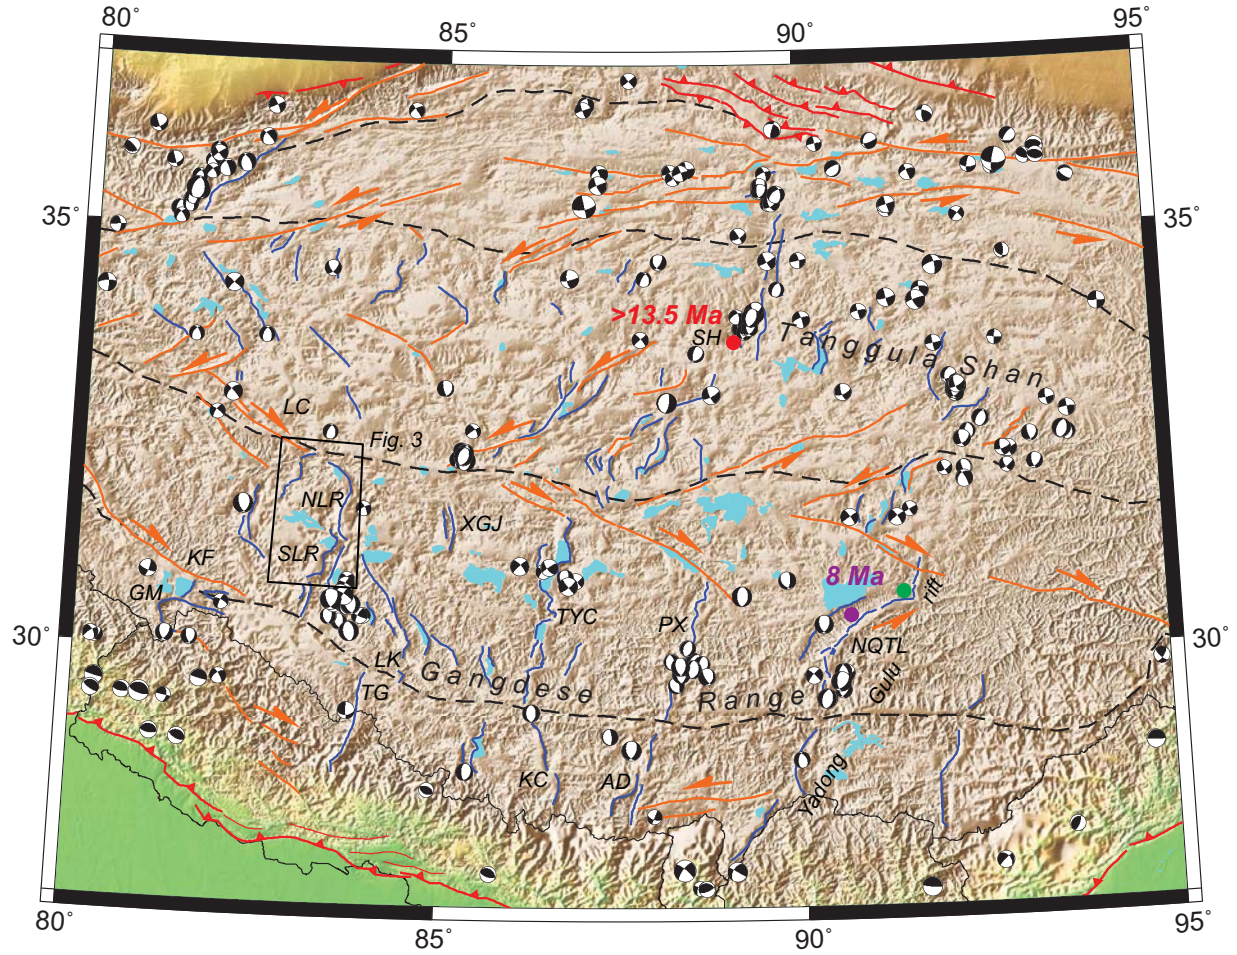 80°
85°
90°
95°
35°
35°
>13.5 Ma
SH
Tanggula Shan
LC
Fig. 3
NLR
XGJ
SLR
KF
GM
8 Ma
rift
TYC
PX
NQTL
LK
Gangdese Range
Gulu
TG
30°
30°
KC
AD
Yadong
80°
85°
90°
95°